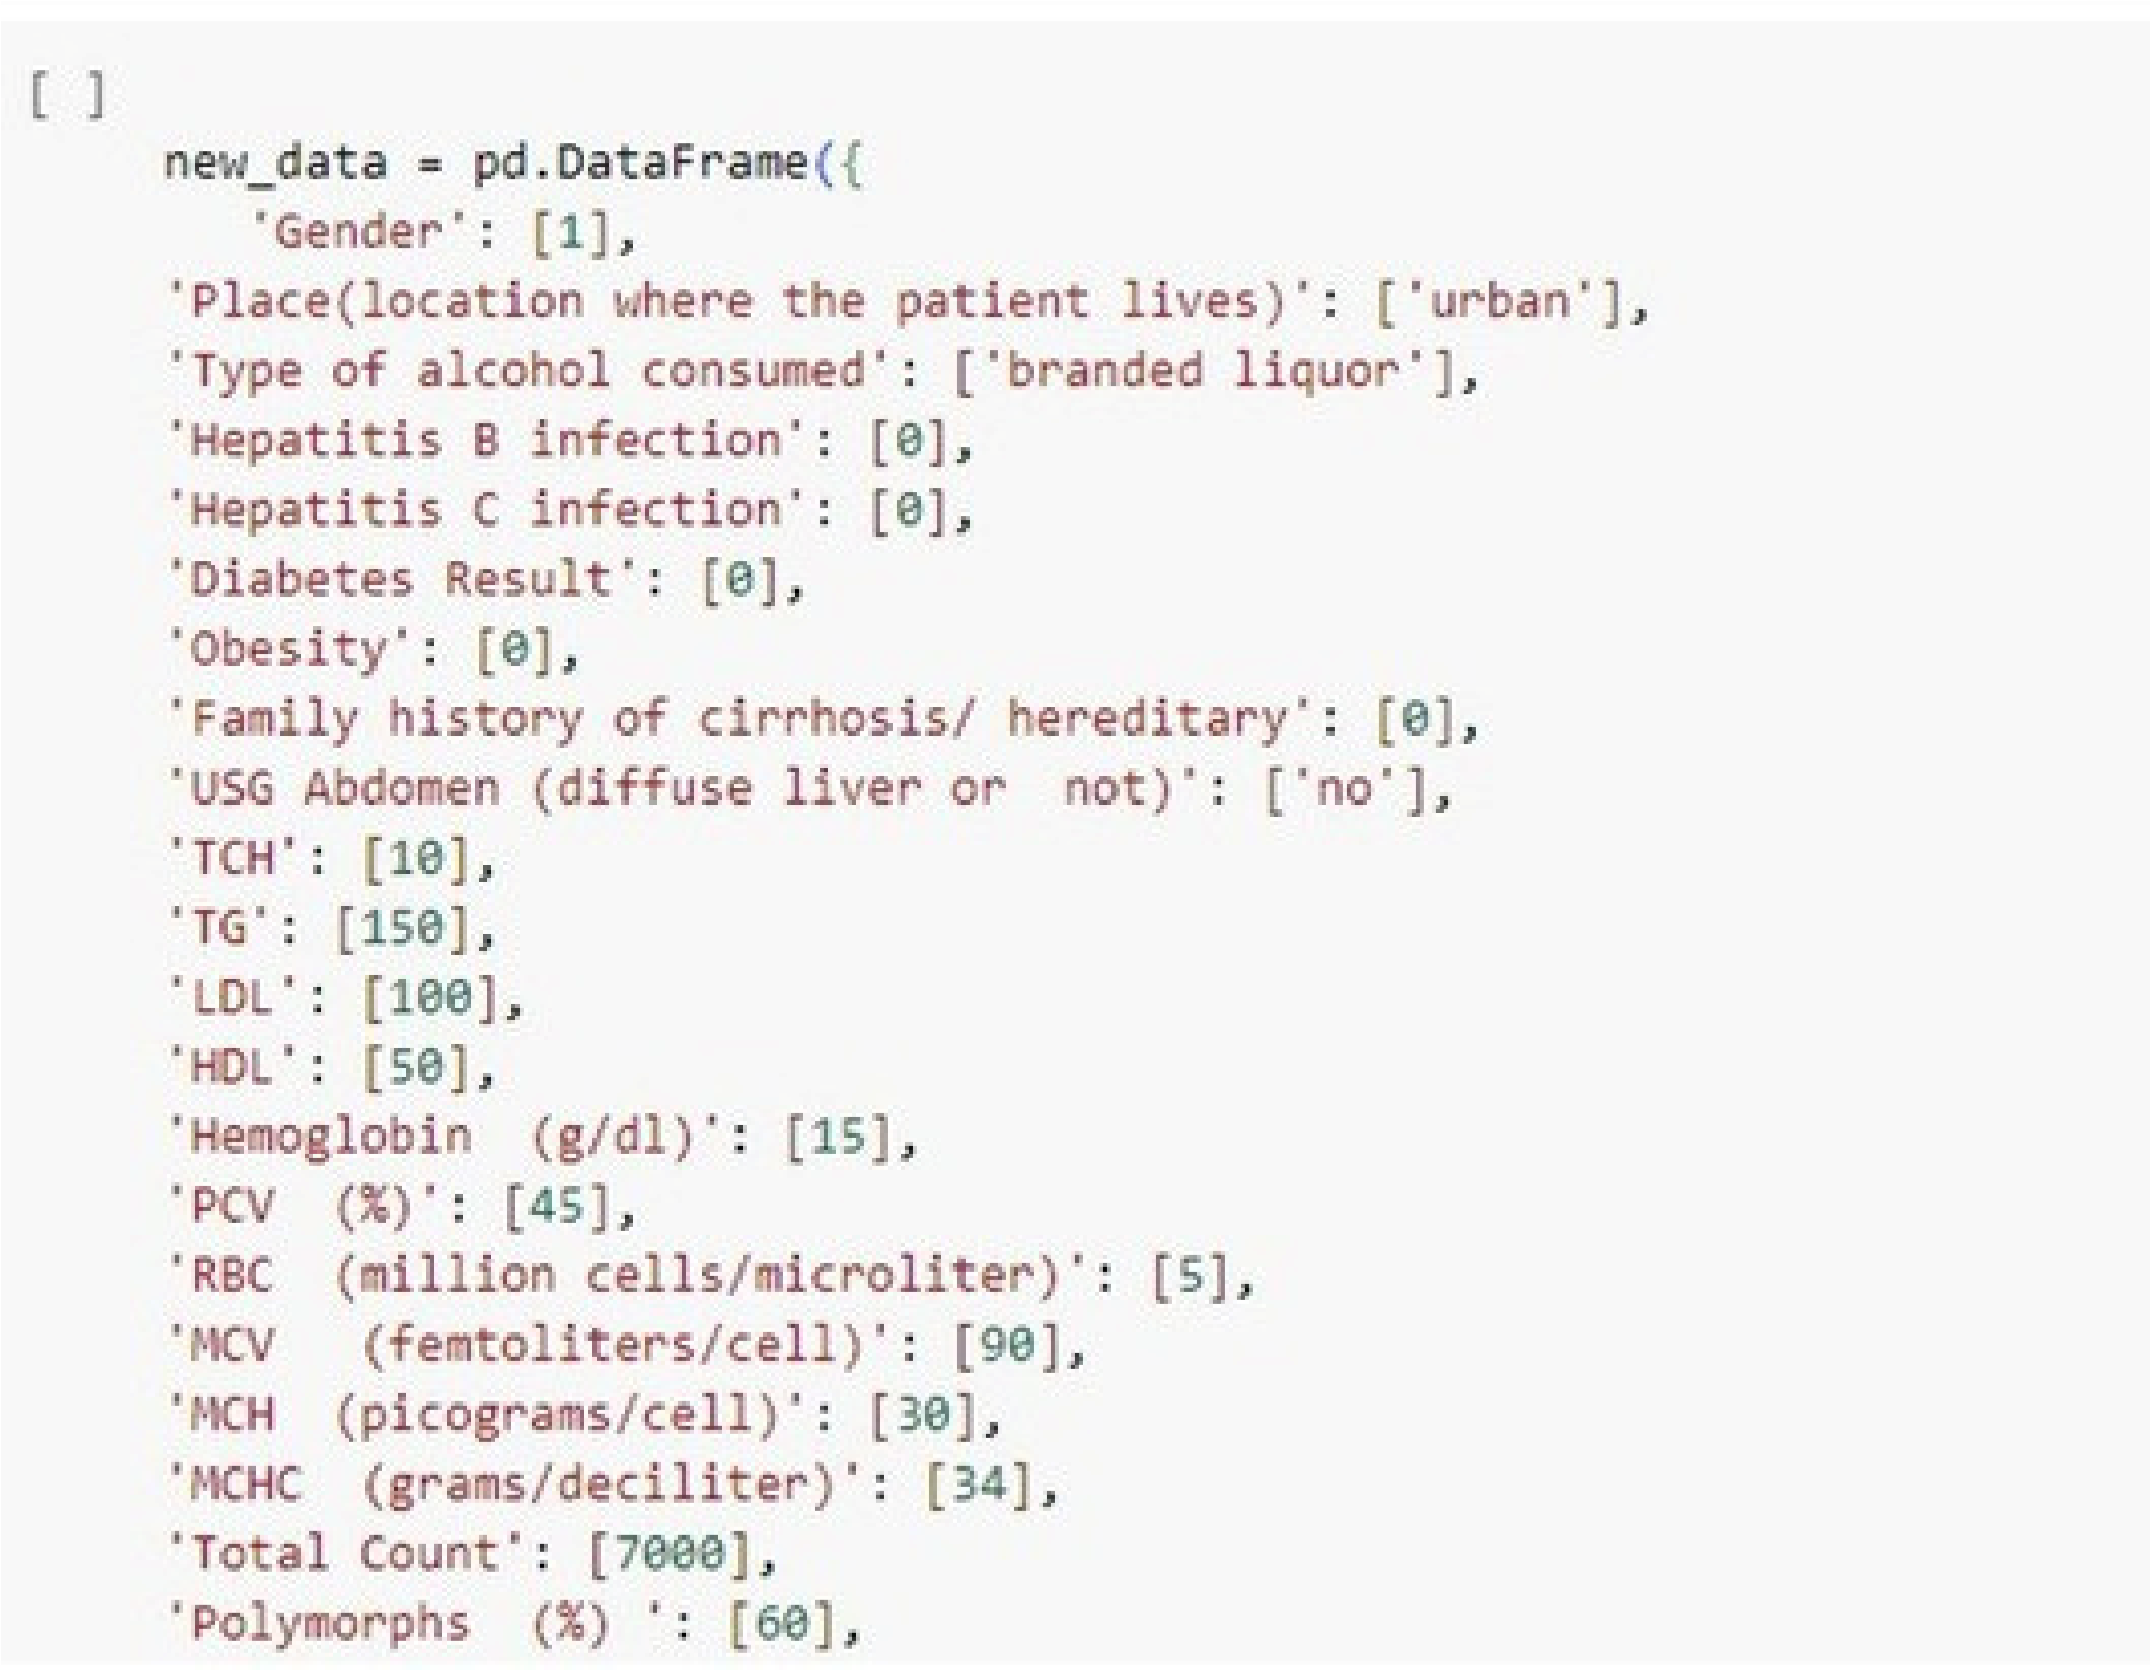 [ ]
new_data = pd.DataFrame({
'Gender': [1],
'Place(location where the patient lives)': ['urban'],
'Type of alcohol consumed': ['branded liquor'],
'Hepatitis B infection': [0],
'Hepatitis C infection': [0],
'Diabetes Result': [0],
'Obesity': [0],
'Family history of cirrhosis/ hereditary': [0],
'USG Abdomen (diffuse liver or  not)': ['no'],
'TCH': [10],
'TG': [150],
'LDL': [100],
'HDL': [50],
'Hemoglobin  (g/dl)': [15],
'PCV  (%)': [45],
'RBC  (million cells/microliter)': [5],
'MCV   (femtoliters/cell)': [90],
'MCH  (picograms/cell)': [30],
'MCHC  (grams/deciliter)': [34],
'Total Count': [7000],
'Polymorphs  (%) ': [60],